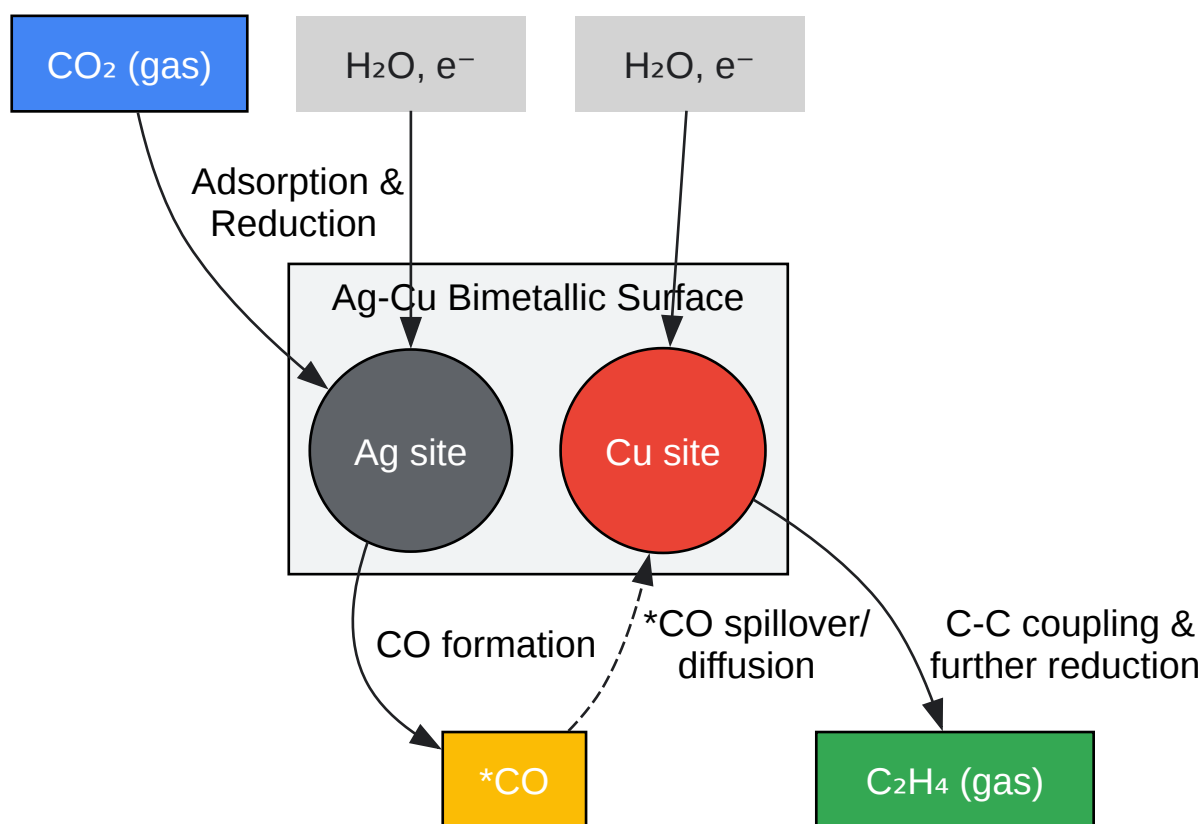 CO₂ (gas)
H₂O, e⁻
H₂O, e⁻
Adsorption &
Reduction
Ag-Cu Bimetallic Surface
Ag site
Cu site
CO formation
*CO spillover/
diffusion
C-C coupling &
further reduction
*CO
C₂H₄ (gas)